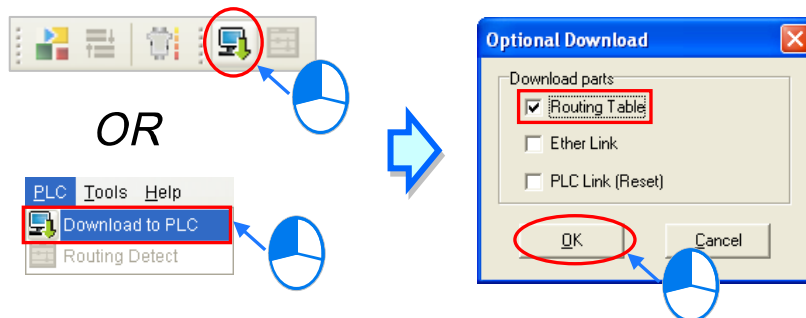 OR
PLC Tools Help
Download to PLC
Routing Detect
Optional Download
Download parts
Routing Table
Ether Link
PLC Link (Reset)
OK Cancel